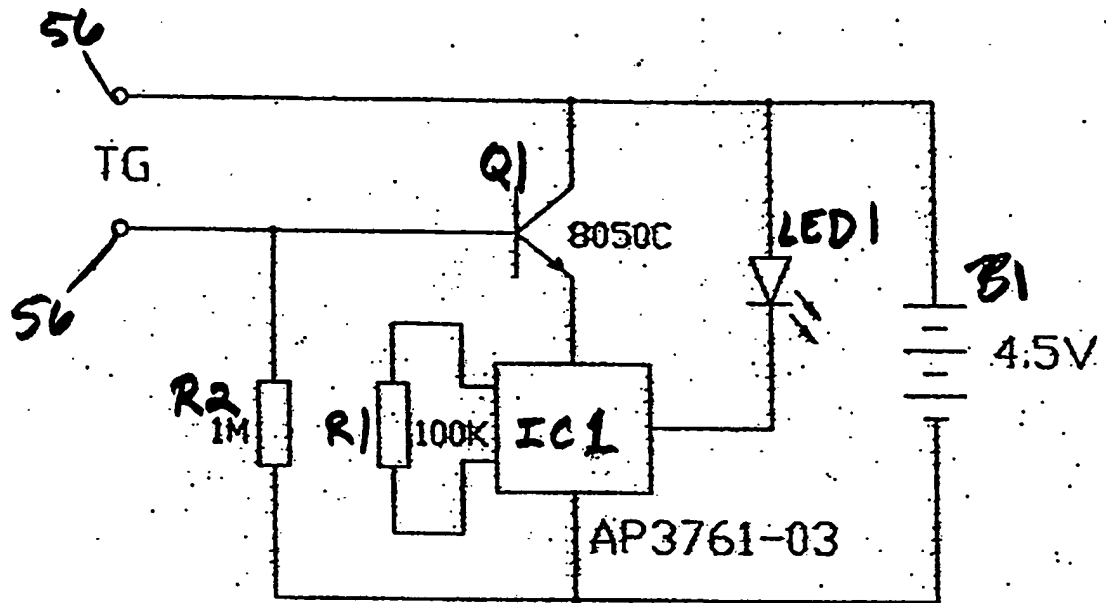 56
TG
Q1
8050C
LED1
B1
4.5V
56
R2
1M
R1
100K
IC1
AP3761-03